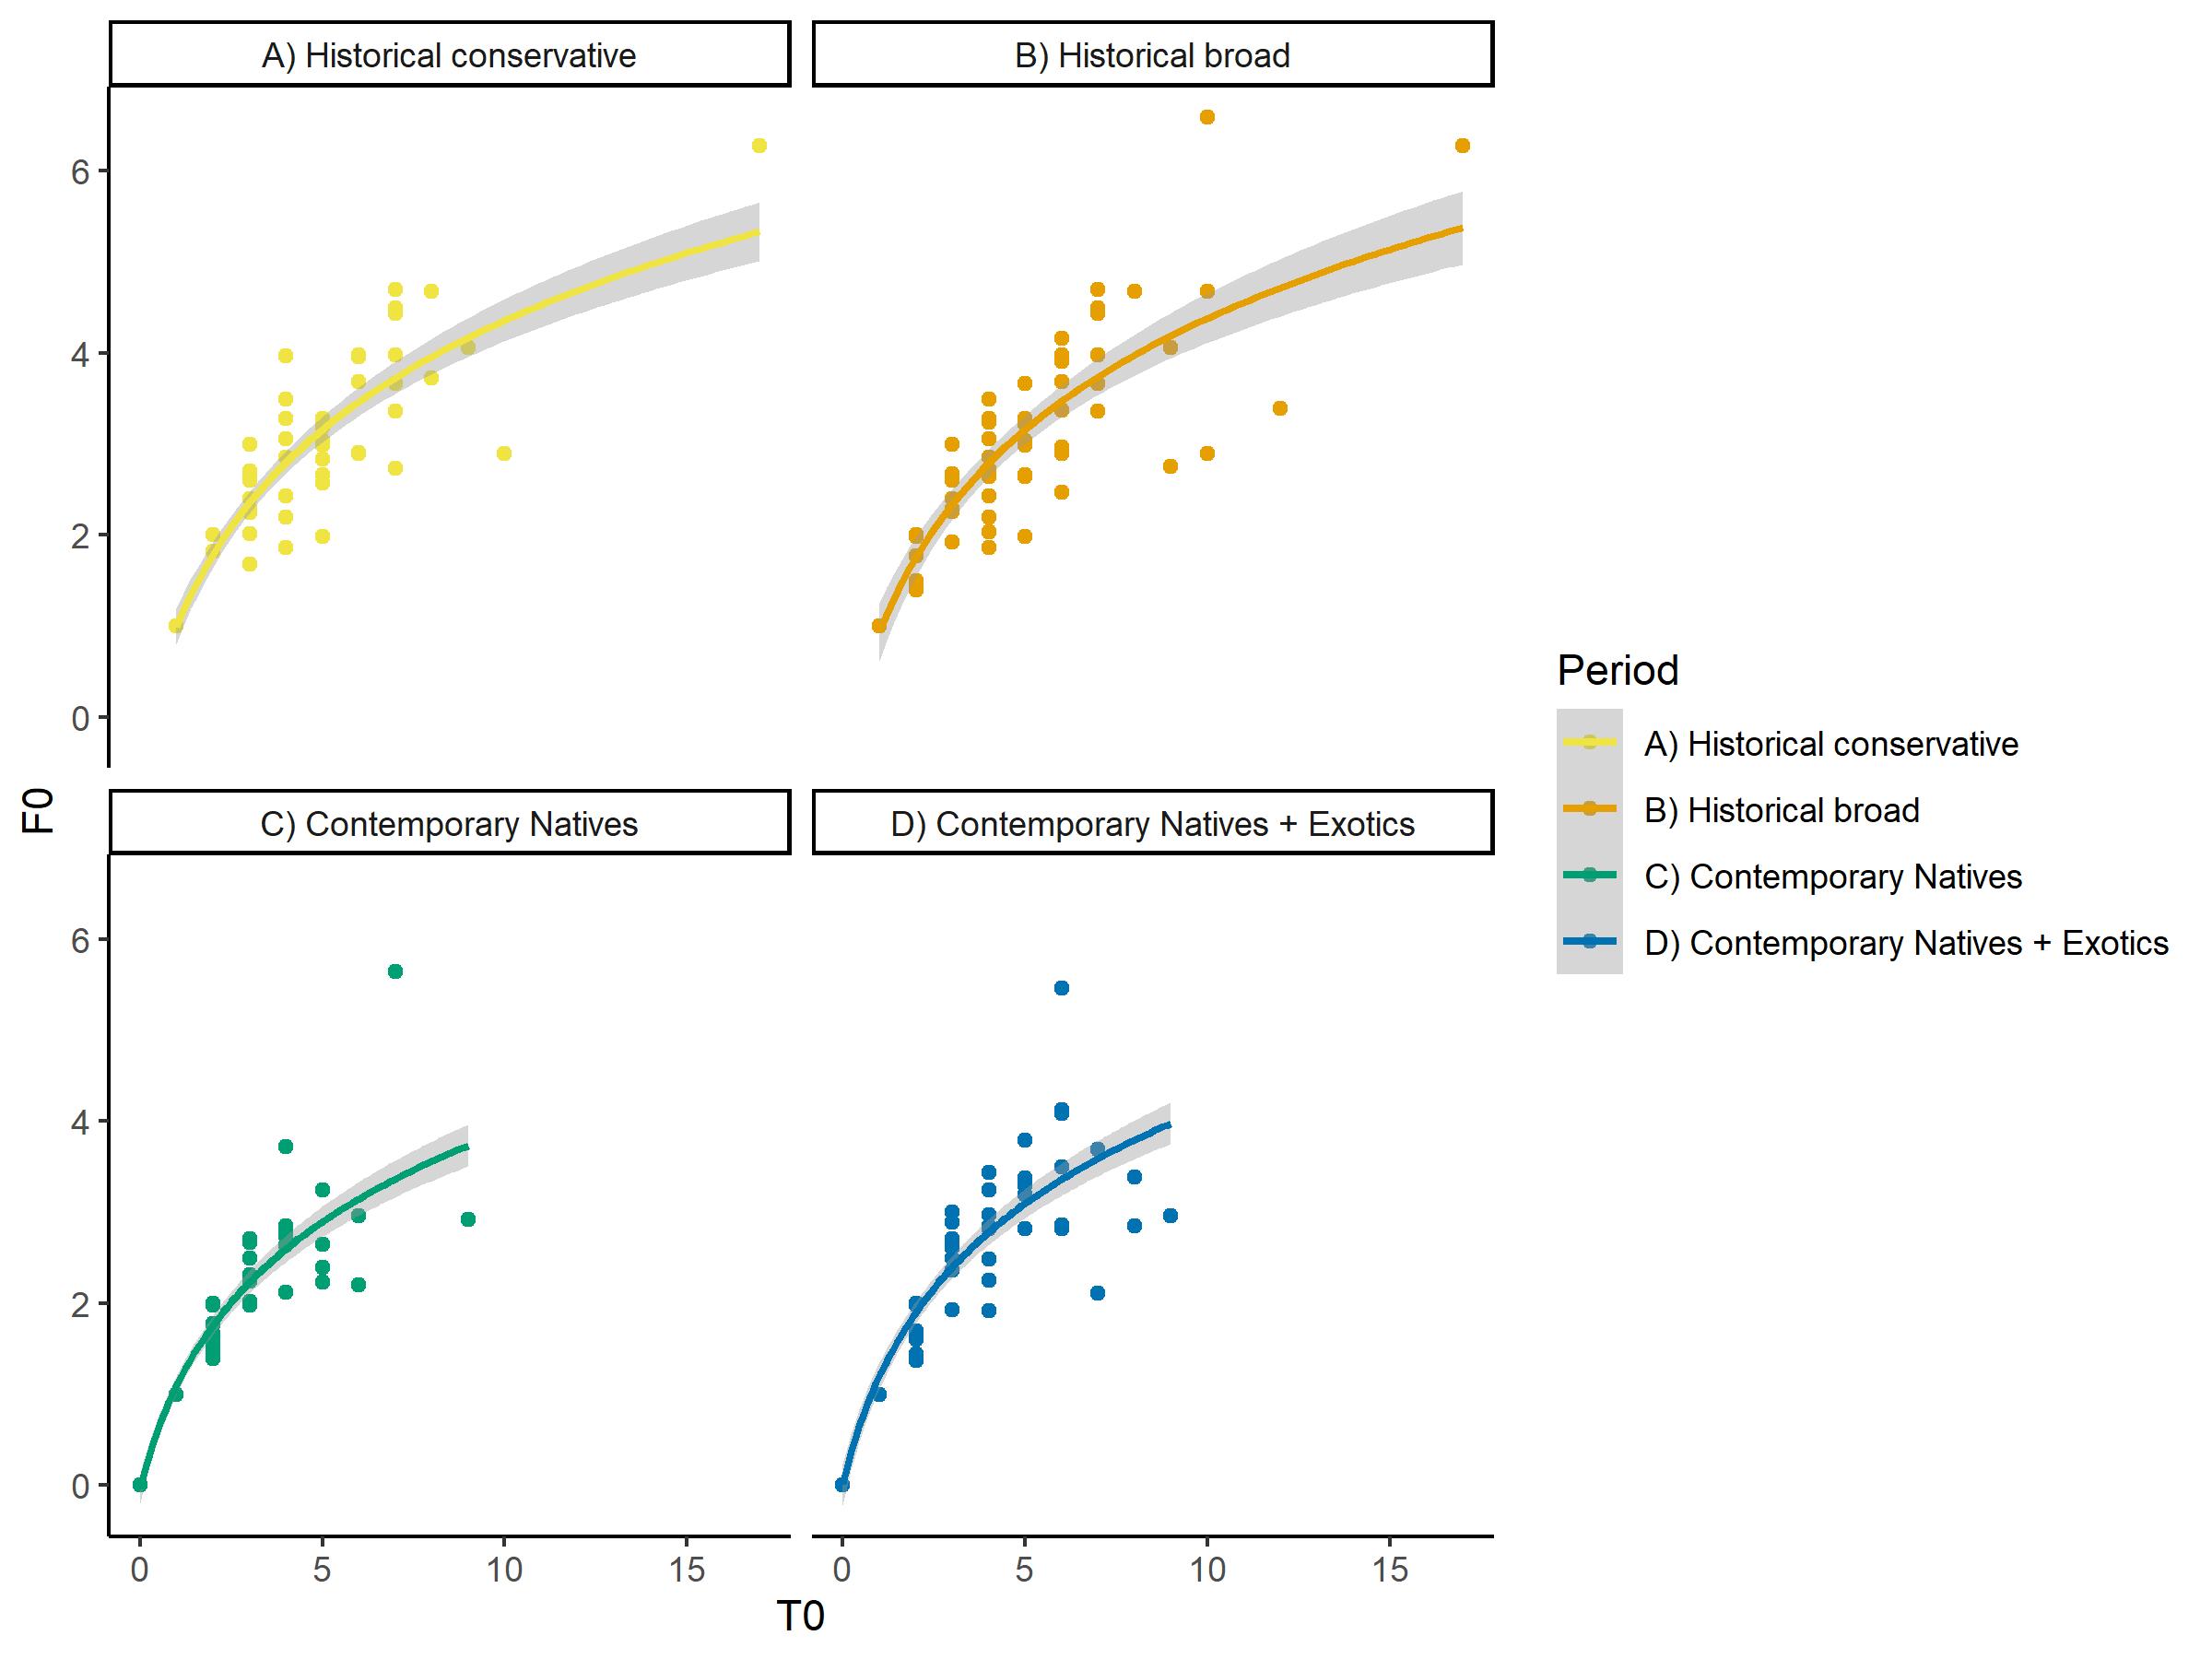 A) Historical conservative
B) Historical broad
6
4
2
0
C) Contemporary Natives
D) Contemporary Natives + Exotics
6
4
2
0
0 5 10 15
0 5 10 15
T0
F0
Period
A) Historical conservative
B) Historical broad
C) Contemporary Natives
D) Contemporary Natives + Exotics